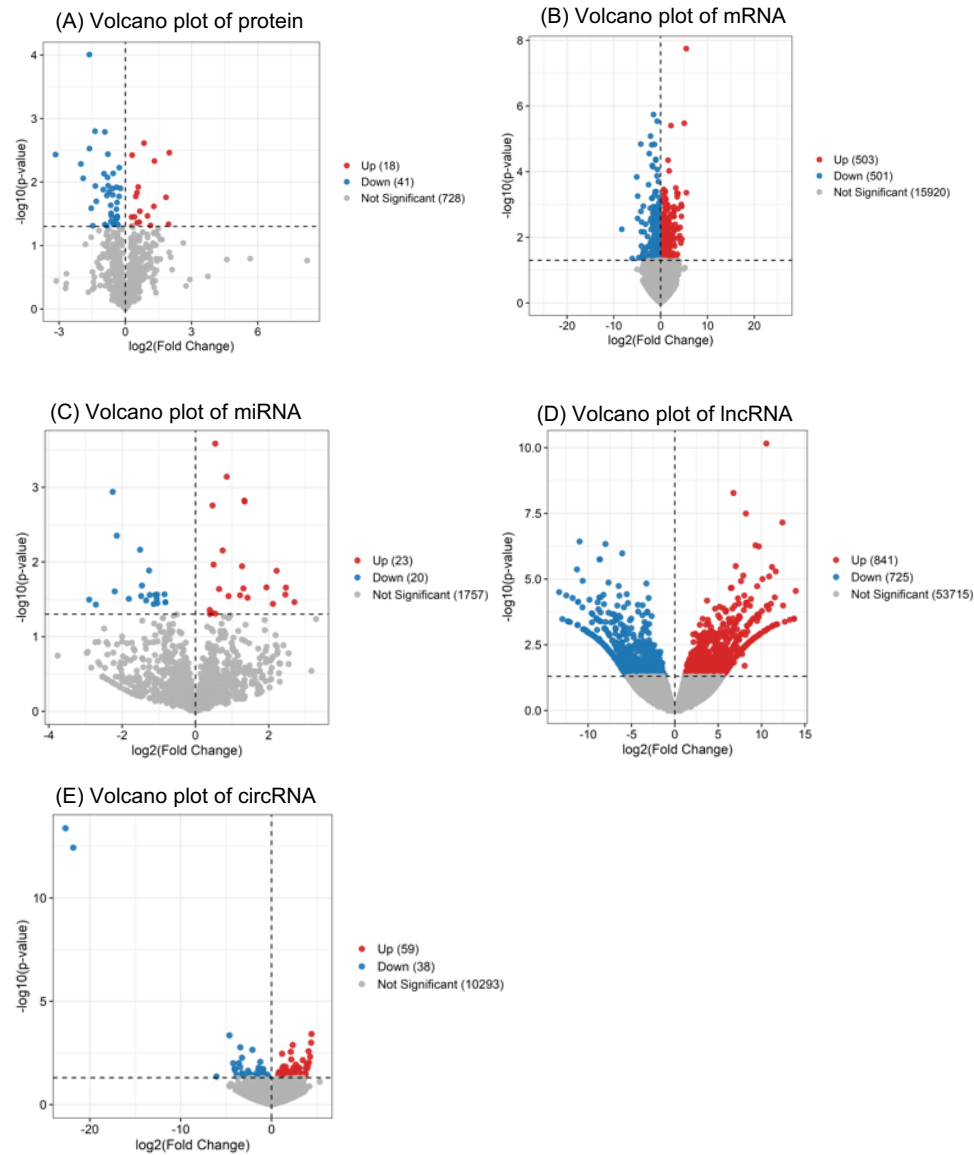 (A) Volcano plot of protein
4
3
2
1
0
-3
0
3
6
-log10(p-value)
log2(Fold Change)
Up (18)
Down (41)
Not Significant (728)
(B) Volcano plot of mRNA
8
6
4
2
0
-20
-10
0
10
20
-log10(p-value)
log2(Fold Change)
Up (503)
Down (501)
Not Significant (15920)
(C) Volcano plot of miRNA
3
2
1
0
-4
-2
0
2
-log10(p-value)
log2(Fold Change)
Up (23)
Down (20)
Not Significant (1757)
(D) Volcano plot of lncRNA
10.0
7.5
5.0
2.5
0.0
-10
-5
0
5
10
15
-log10(p-value)
log2(Fold Change)
Up (841)
Down (725)
Not Significant (53715)
(E) Volcano plot of circRNA
10
5
0
-20
-10
0
-log10(p-value)
log2(Fold Change)
Up (59)
Down (38)
Not Significant (10293)